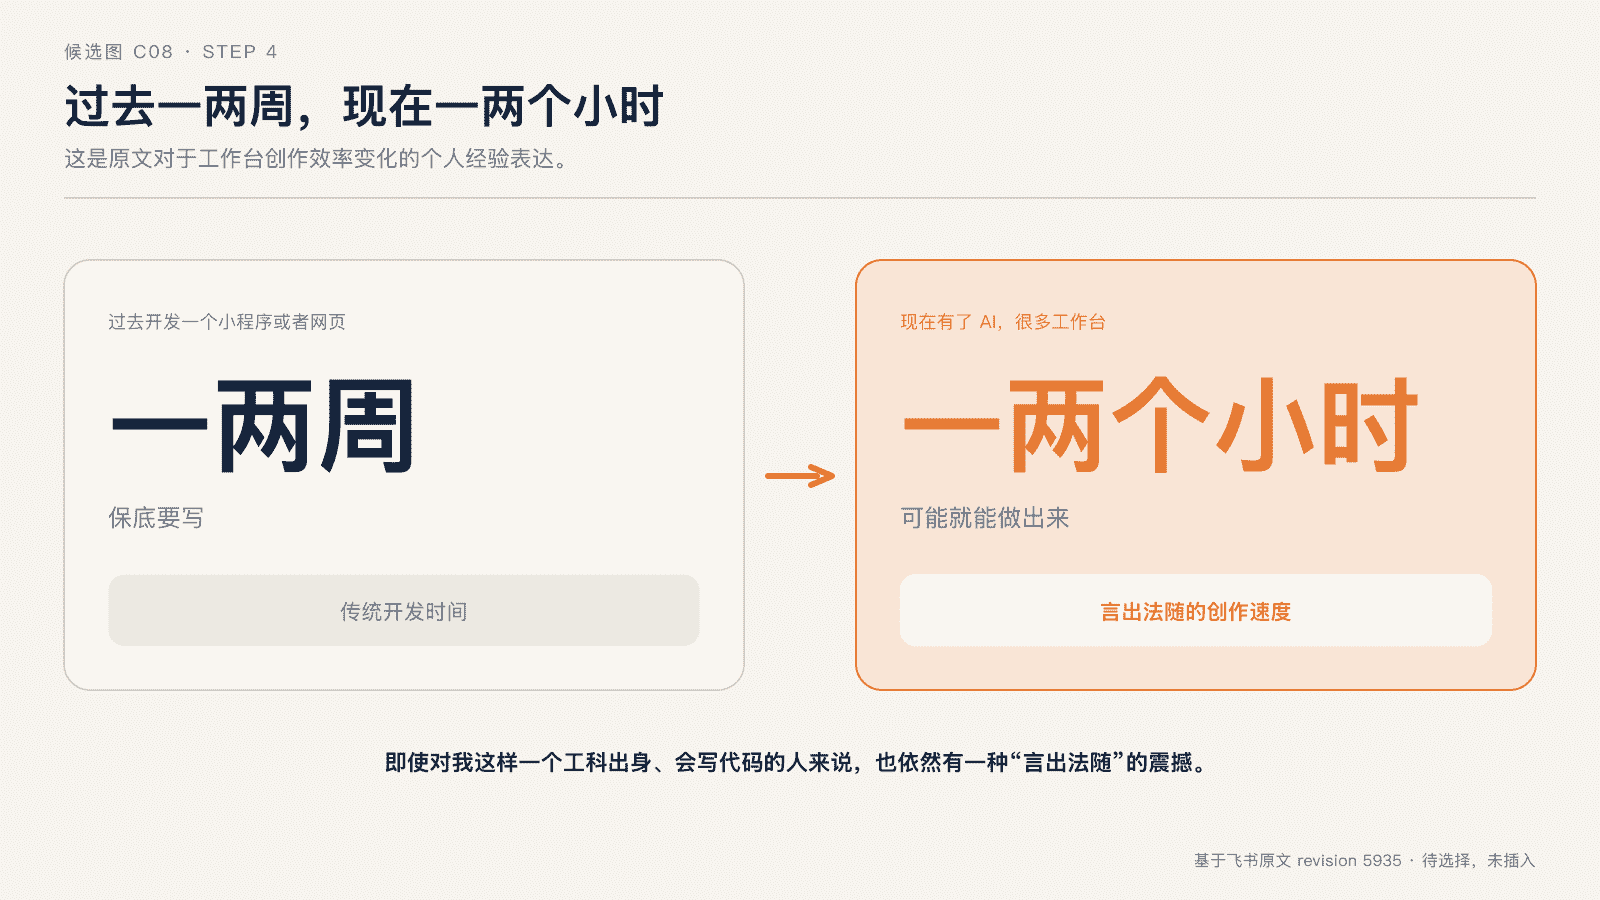 候选图 C08 · STEP 4
过去一两周，现在一两个小时
这是原文对于工作台创作效率变化的个人经验表达。
过去开发一个小程序或者网页
一两周
保底要写
传统开发时间
现在有了 AI，很多工作台
一两个小时
可能就能做出来
言出法随的创作速度
即使对我这样一个工科出身、会写代码的人来说，也依然有一种“言出法随”的震撼。
基于飞书原文 revision 5935 · 待选择，未插入